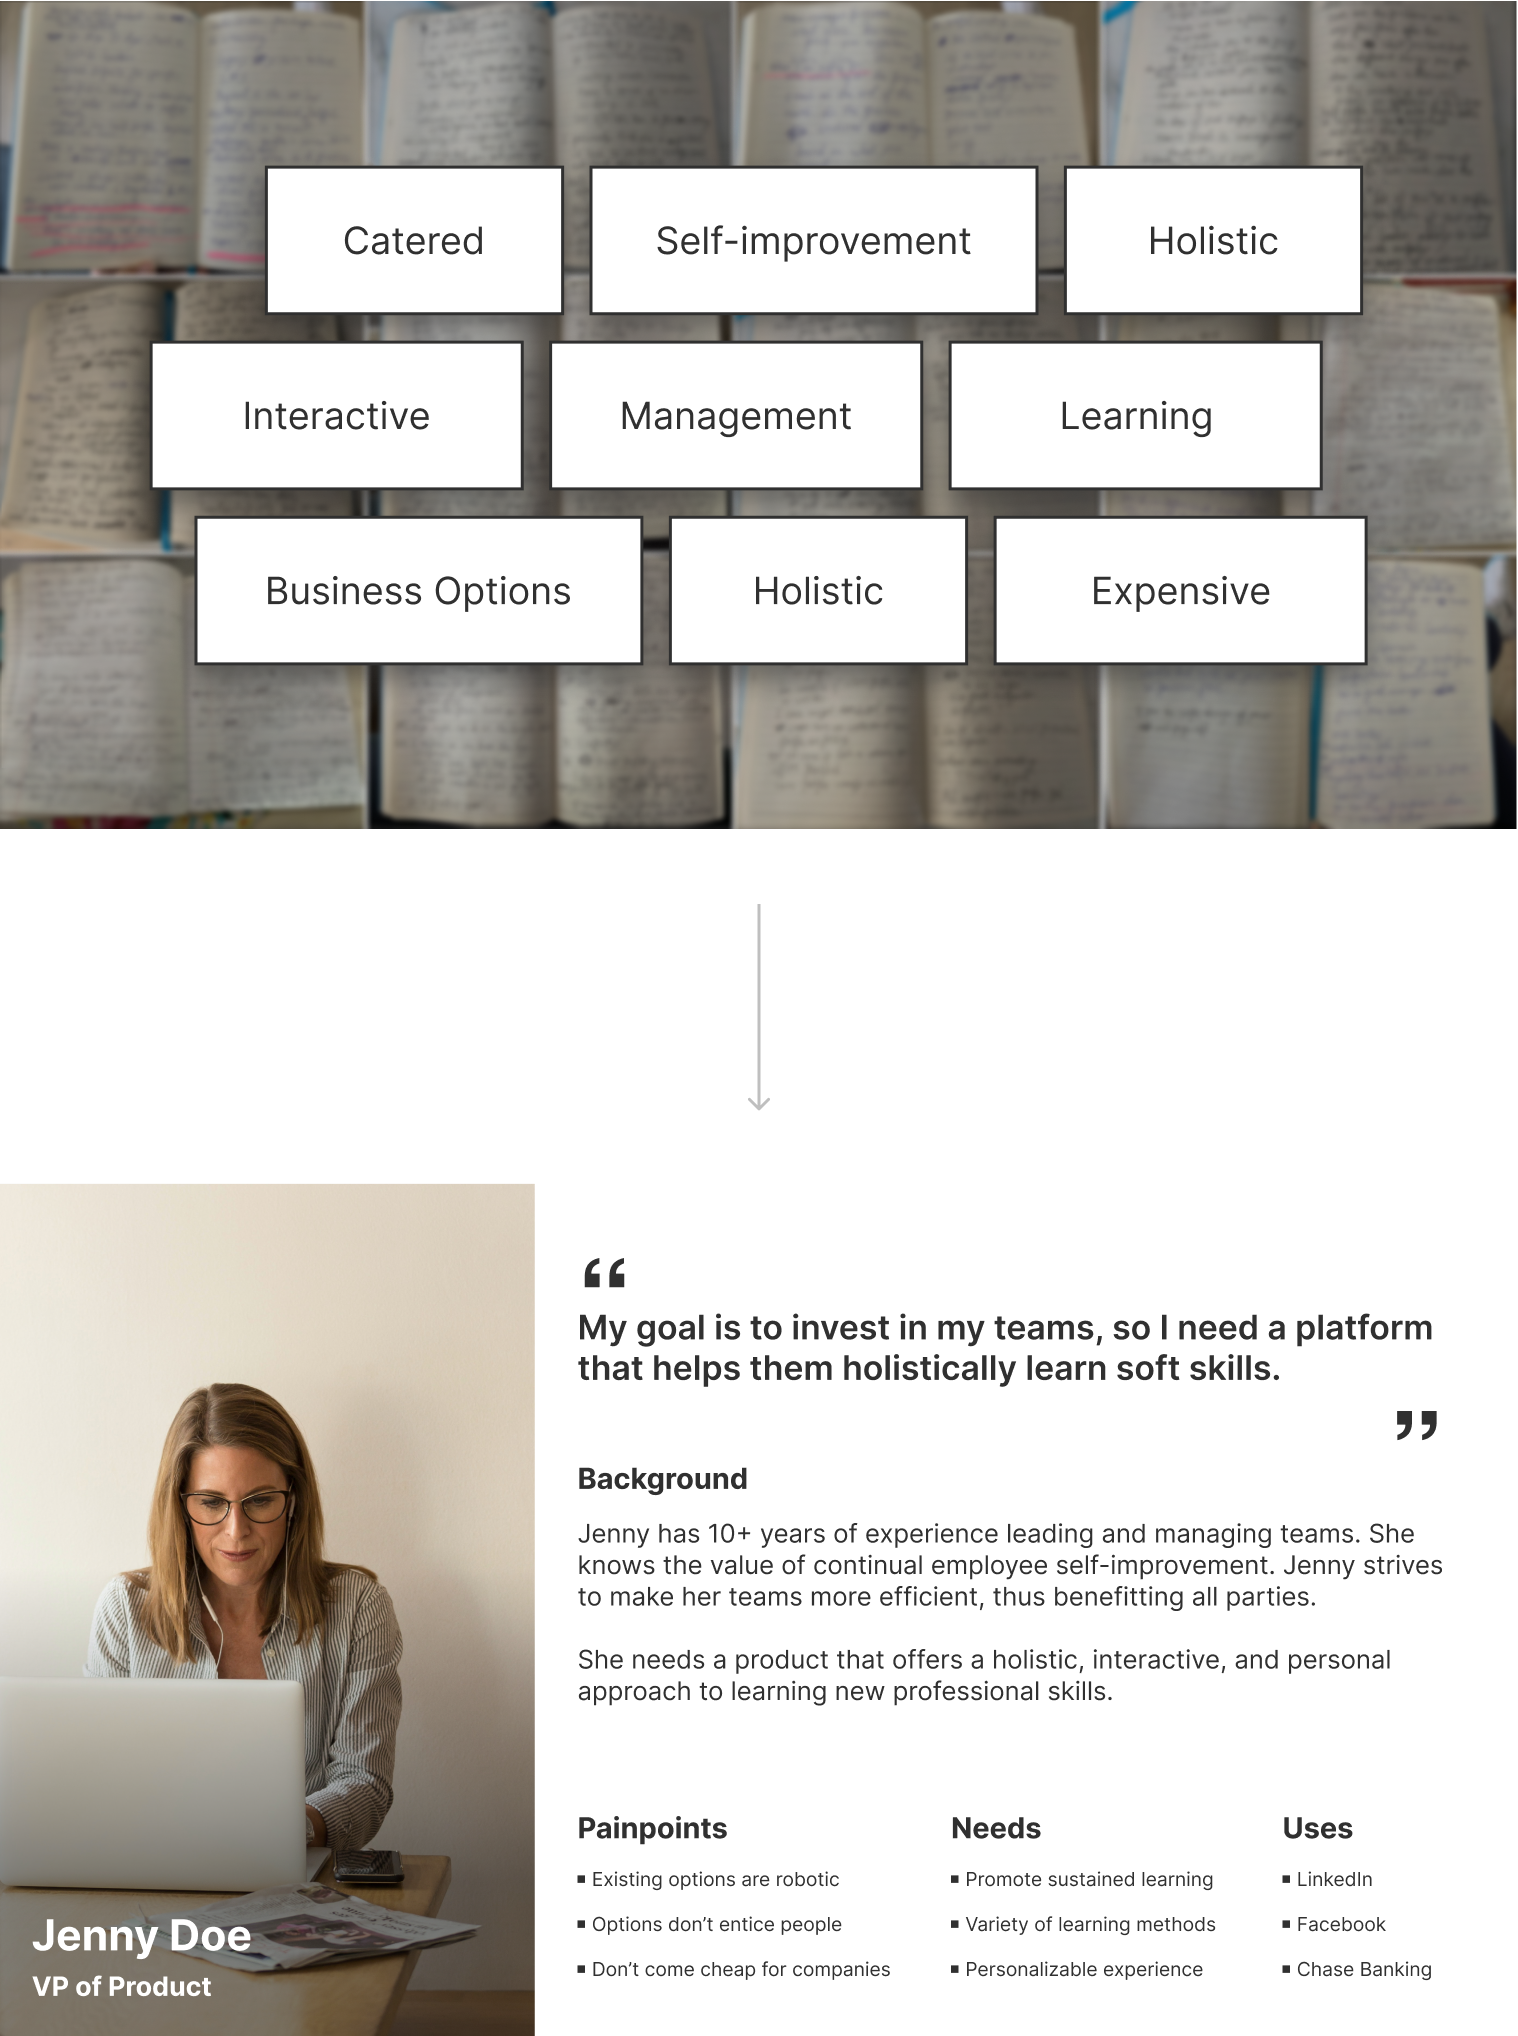 Catered
Self-improvement
Holistic
Interactive
Management
Learning
Business Options
Holistic
Expensive
“
My goal is to invest in my teams, so I need a platform
that helps them holistically learn soft skills.
”
Background
Jenny has 10+ years of experience leading and managing teams. She
knows the value of continual employee self-improvement. Jenny strives
to make her teams more efficient, thus benefitting all parties.
She needs a product that offers a holistic, interactive, and personal
approach to learning new professional skills.
Painpoints
▪ Existing options are robotic
▪ Options don’t entice people
▪ Don’t come cheap for companies
Needs
▪ Promote sustained learning
▪ Variety of learning methods
▪ Personalizable experience
Uses
▪ LinkedIn
▪ Facebook
▪ Chase Banking
Jenny Doe
VP of Product